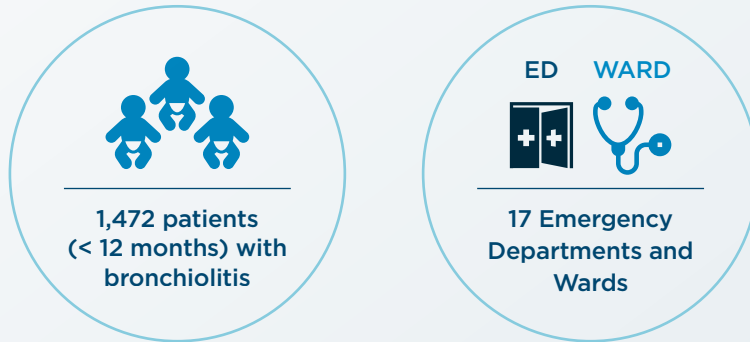 1,472 patients
(< 12 months) with
bronchiolitis
ED WARD
17 Emergency
Departments and
Wards